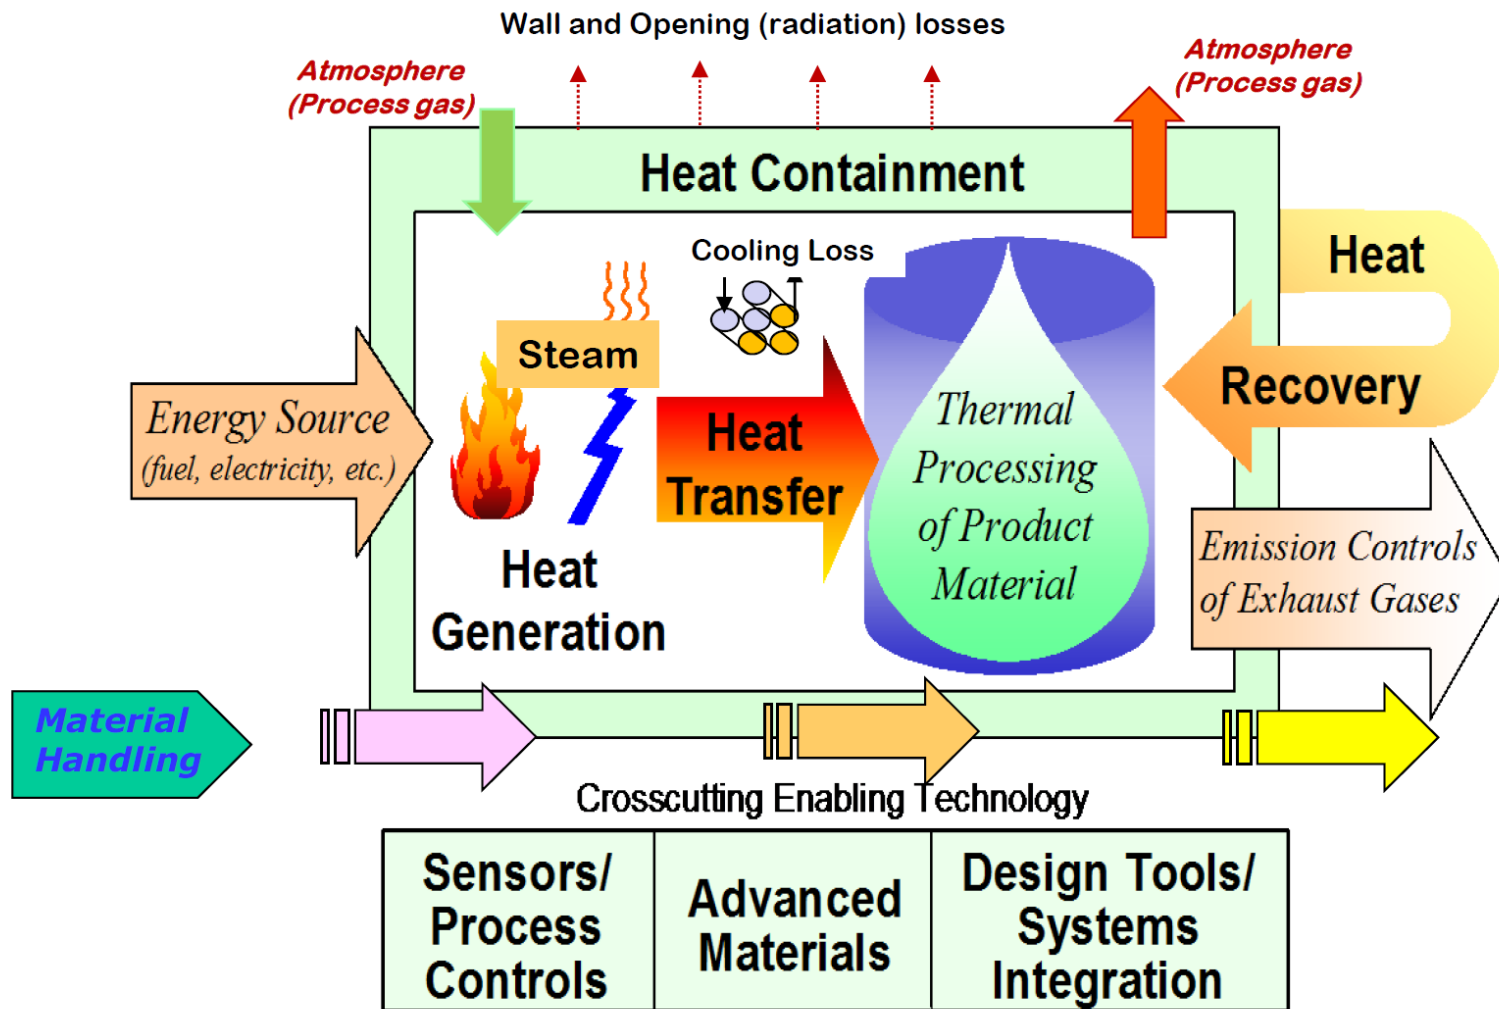 Wall and Opening (radiation) losses
Atmosphere
(Process gas)
Atmosphere
(Process gas)
Heat Containment
Cooling Loss
Steam
Energy Source
(fuel, electricity, etc.)
Heat
Generation
Heat
Transfer
Thermal
Processing
of Product
Material
Heat
Recovery
Emission Controls
of Exhaust Gases
Material
Handling
Crosscutting Enabling Technology
Sensors/
Process
Controls
Advanced
Materials
Design Tools/
Systems
Integration